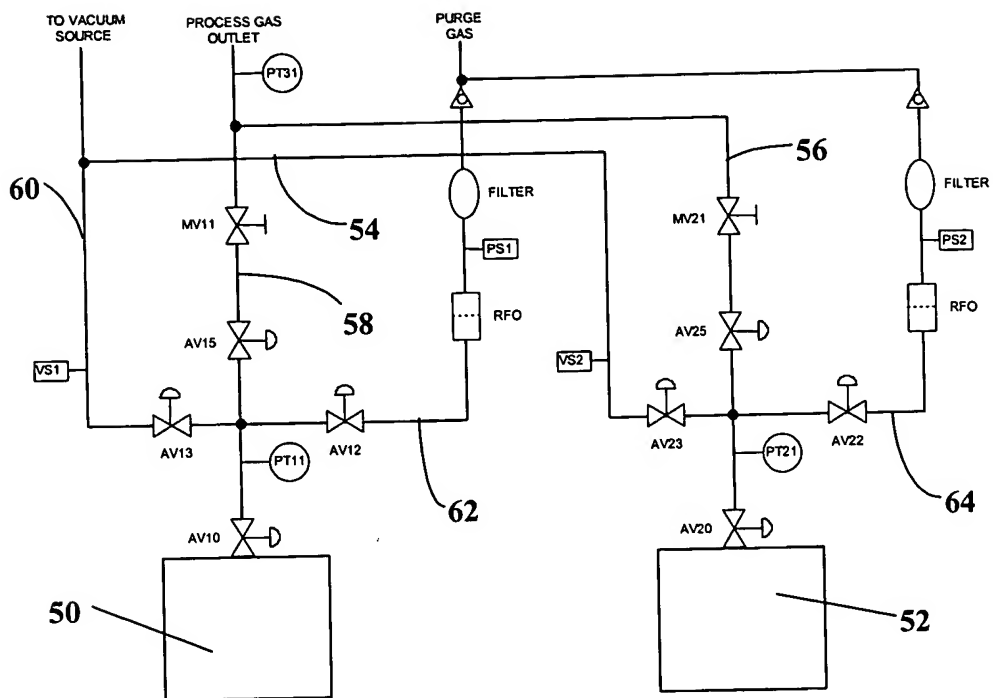 TO VACUUM
SOURCE
PROCESS GAS
OUTLET
PURGE
GAS
PT31
56
60
54
FILTER
FILTER
MV11
MV21
PS1
PS2
58
RFO
RFO
AV15
AV25
VS1
VS2
AV13
AV12
AV23
AV22
PT11
PT21
62
64
AV10
AV20
50
52